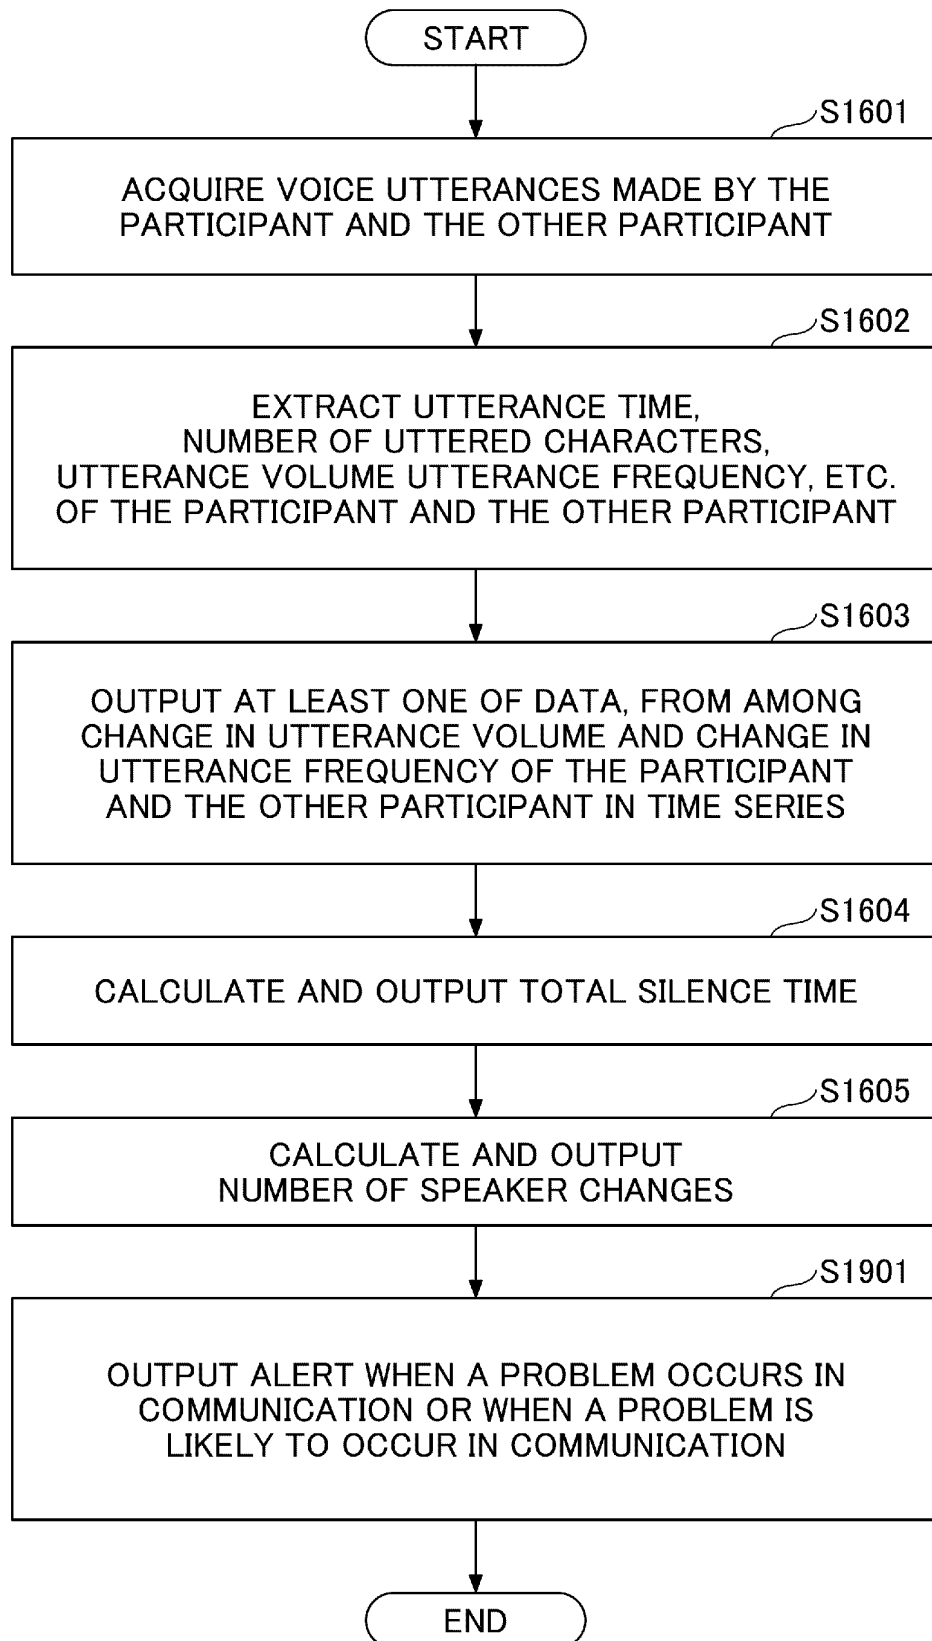 START
S1601
ACQUIRE VOICE UTTERANCES MADE BY THE
PARTICIPANT AND THE OTHER PARTICIPANT
S1602
EXTRACT UTTERANCE TIME,
NUMBER OF UTTERED CHARACTERS,
UTTERANCE VOLUME UTTERANCE FREQUENCY, ETC.
OF THE PARTICIPANT AND THE OTHER PARTICIPANT
S1603
OUTPUT AT LEAST ONE OF DATA, FROM AMONG
CHANGE IN UTTERANCE VOLUME AND CHANGE IN
UTTERANCE FREQUENCY OF THE PARTICIPANT
AND THE OTHER PARTICIPANT IN TIME SERIES
S1604
CALCULATE AND OUTPUT TOTAL SILENCE TIME
S1605
CALCULATE AND OUTPUT
NUMBER OF SPEAKER CHANGES
S1901
OUTPUT ALERT WHEN A PROBLEM OCCURS IN
COMMUNICATION OR WHEN A PROBLEM IS
LIKELY TO OCCUR IN COMMUNICATION
END